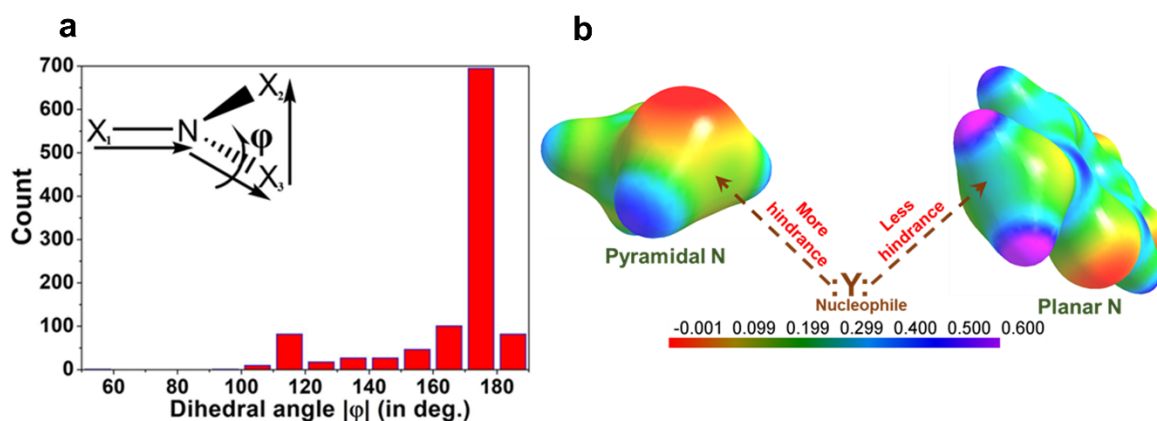 a
b
700
600
500
400
300
200
100
0
Count
X₁
N
X₂
X₃
φ
60
80
100
120
140
160
180
Dihedral angle |φ| (in deg.)
Pyramidal N
More
hindrance
Less
hindrance
:Y:
Nucleophile
Planar N
-0.001 0.099 0.199 0.299 0.400 0.500 0.600